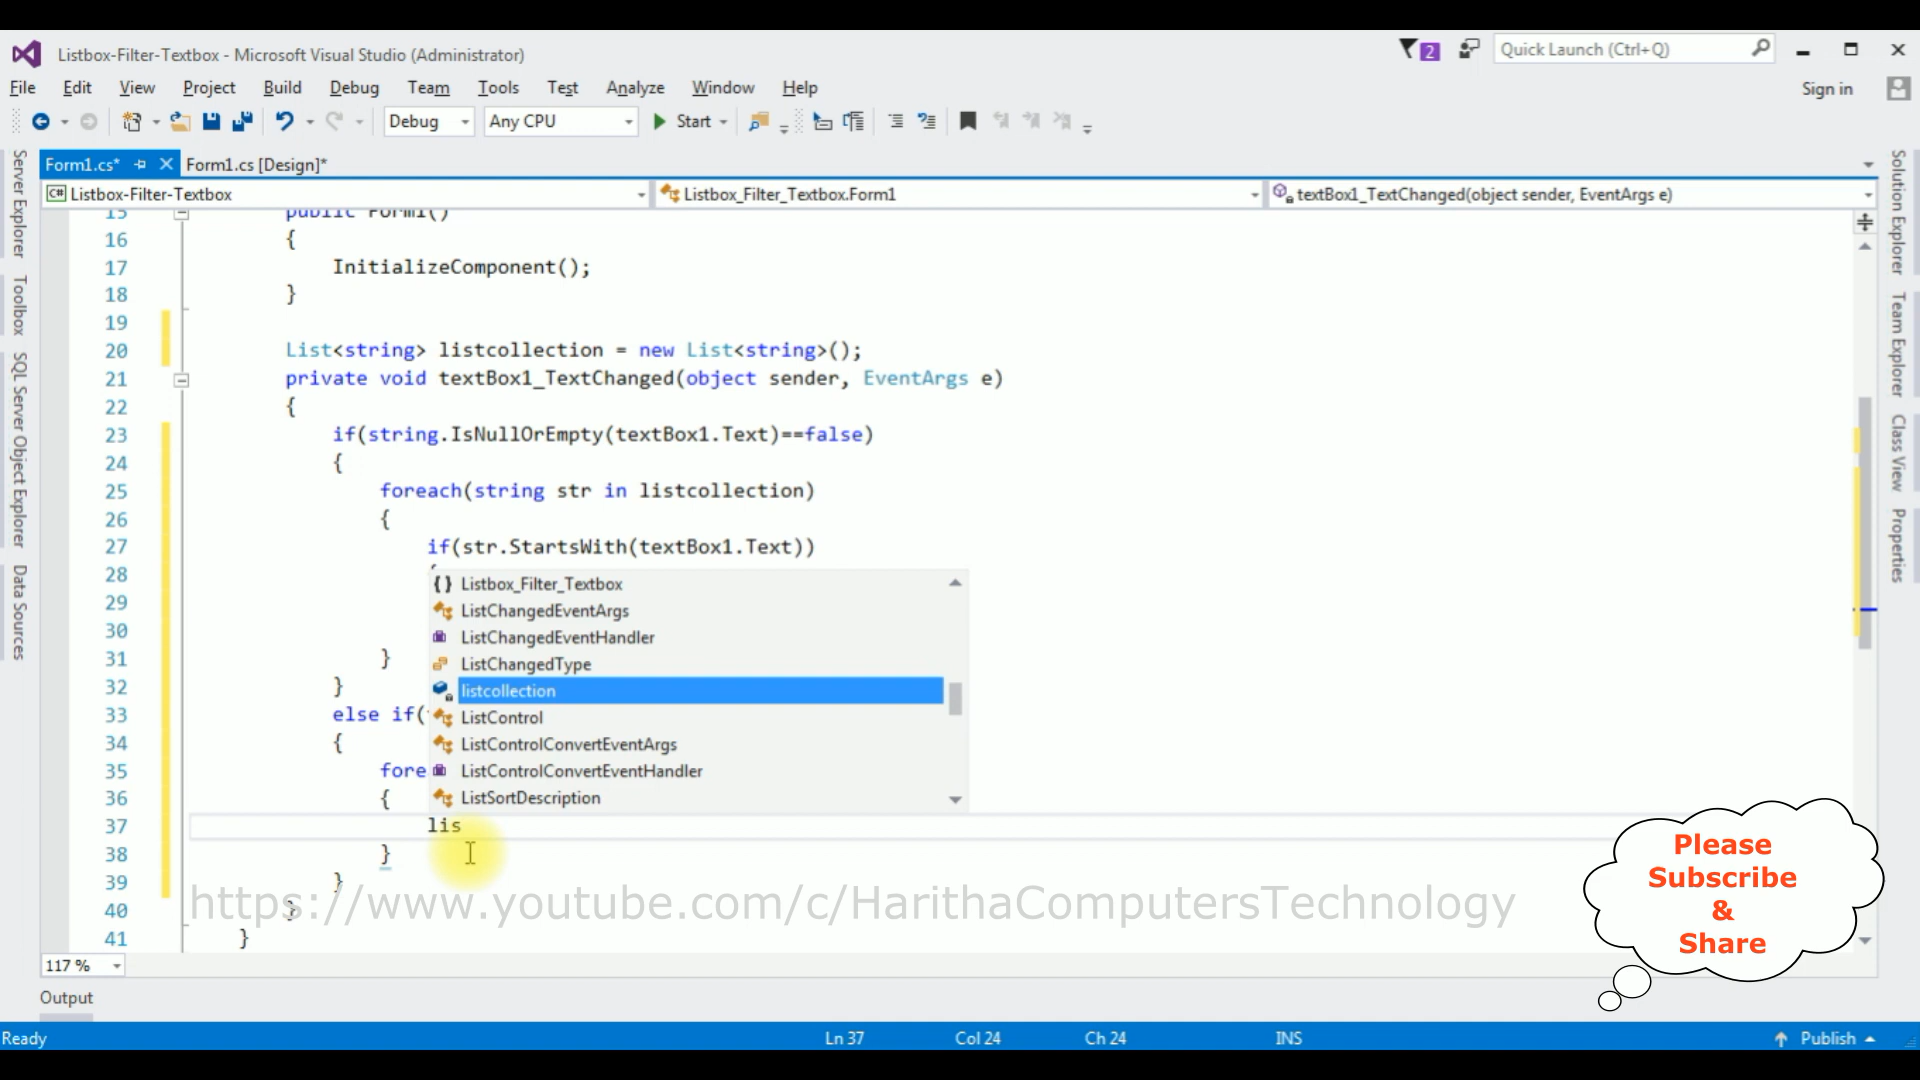 Listbox-Filter-Textbox - Microsoft Visual Studio (Administrator)
2
Quick Launch (Ctrl+Q)
File Edit View Project Build Debug Team Tools Test Analyze Window Help
Sign in
Debug Any CPU Start
Form1.cs* Form1.cs [Design]*
C# Listbox-Filter-Textbox Listbox_Filter_Textbox.Form1 textBox1_TextChanged(object sender, EventArgs e)
Server Explorer
Toolbox
SQL Server Object Explorer
Data Sources
Solution Explorer
Team Explorer
Class View
Properties
15 public Form1()
16 {
17 InitializeComponent();
18 }
19
20 List<string> listcollection = new List<string>();
21 private void textBox1_TextChanged(object sender, EventArgs e)
22 {
23 if(string.IsNullOrEmpty(textBox1.Text)==false)
24 {
25 foreach(string str in listcollection)
26 {
27 if(str.StartsWith(textBox1.Text))
28
29
30
31 }
32 }
33 else if(
34 {
35 fore
36 {
37 lis
38 }
39 }
40 }
41 }
{ } Listbox_Filter_Textbox
ListChangedEventArgs
ListChangedEventHandler
ListChangedType
listcollection
ListControl
ListControlConvertEventArgs
ListControlConvertEventHandler
ListSortDescription
https://www.youtube.com/c/HarithaComputersTechnology
Please
Subscribe
&
Share
117 %
Output
Ready Ln 37 Col 24 Ch 24 INS Publish